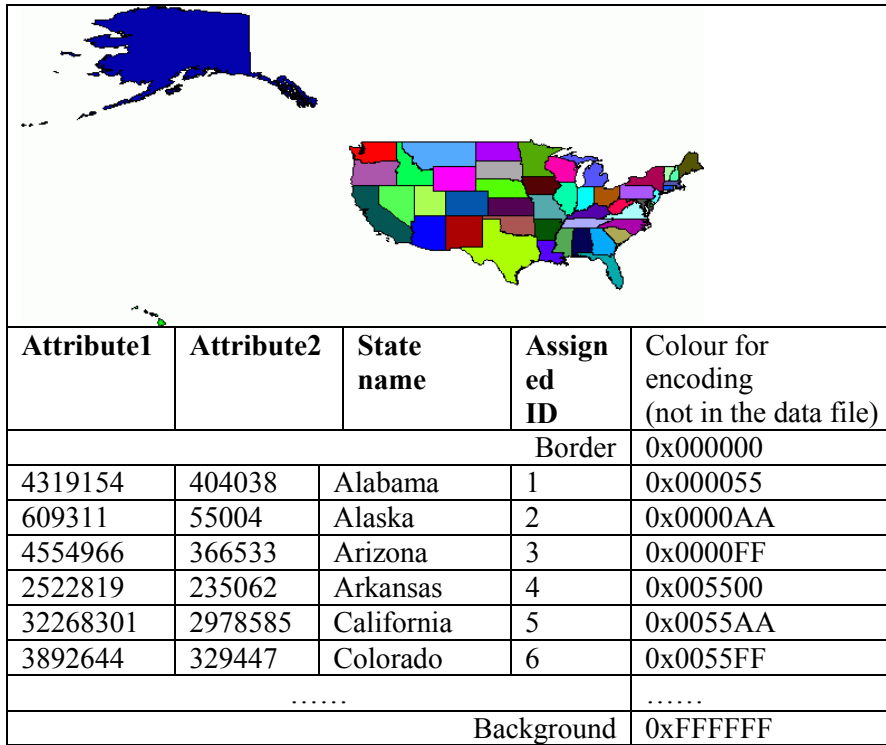 Attribute1 Attribute2 State name Assign ed ID Colour for encoding (not in the data file)
Border 0x000000
4319154 404038 Alabama 1 0x000055
609311 55004 Alaska 2 0x0000AA
4554966 366533 Arizona 3 0x0000FF
2522819 235062 Arkansas 4 0x005500
32268301 2978585 California 5 0x0055AA
3892644 329447 Colorado 6 0x0055FF
…… ……
Background 0xFFFFFF